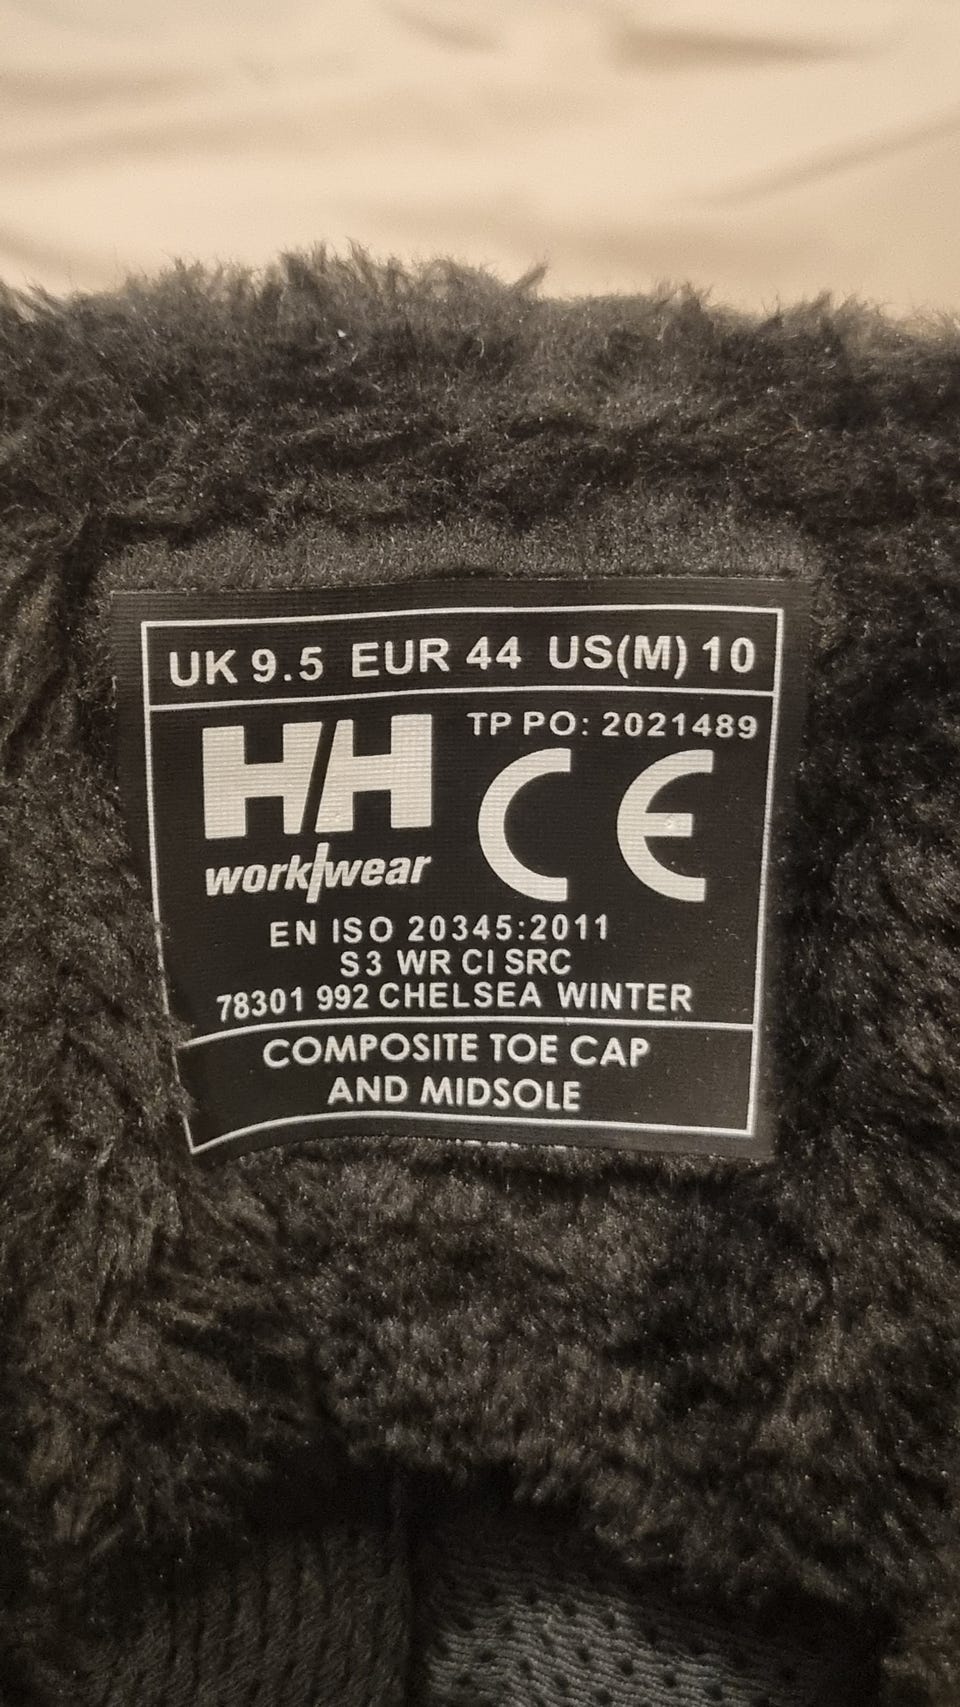 UK 9.5 EUR 44 US(M) 10
TP PO: 2021489
HH
CE
work/wear
EN ISO 20345:2011
S3 WR CI SRC
78301 992 CHELSEA WINTER
COMPOSITE TOE CAP
AND MIDSOLE